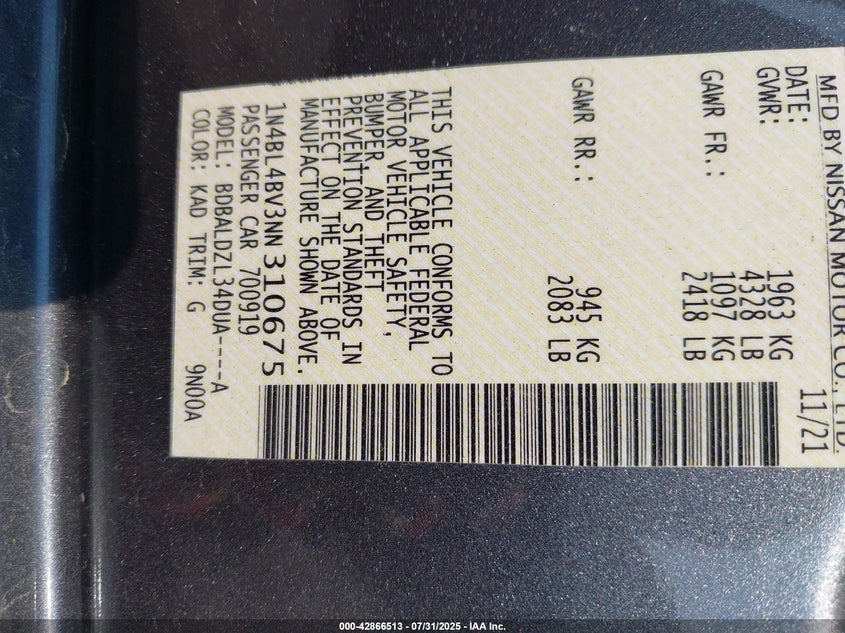 MFD BY NISSAN MOTOR CO., LTD.
DATE: 11/21
GVWR: 1963 KG
4328 LB
GAWR FR.: 1097 KG
2418 LB
GAWR RR.: 945 KG
2083 LB
THIS VEHICLE CONFORMS TO
ALL APPLICABLE FEDERAL
MOTOR VEHICLE SAFETY,
BUMPER, AND THEFT
PREVENTION STANDARDS IN
EFFECT ON THE DATE OF
MANUFACTURE SHOWN ABOVE.
1N4BL4BV3NN310675
PASSENGER CAR 700919
MODEL: BDBALDZL34DUA----A
COLOR: KAD TRIM: G 9N00A
000-42866513 - 07/31/2025 - IAA Inc.